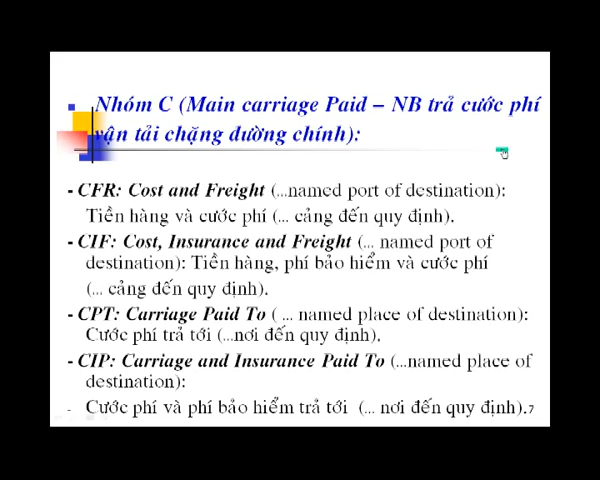 Nhóm C (Main carriage Paid – NB trả cước phí
vận tải chặng đường chính):
- CFR: Cost and Freight (...named port of destination):
Tiền hàng và cước phí (... cảng đến quy định).
- CIF: Cost, Insurance and Freight (... named port of
destination): Tiền hàng, phí bảo hiểm và cước phí
(... cảng đến quy định).
- CPT: Carriage Paid To ( ... named place of destination):
Cước phí trả tới (...nơi đến quy định).
- CIP: Carriage and Insurance Paid To (...named place of
destination):
- Cước phí và phí bảo hiểm trả tới (... nơi đến quy định).
7